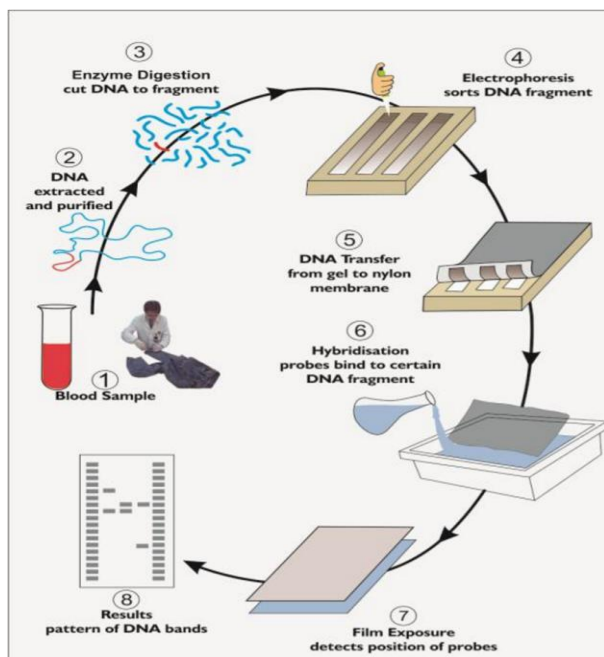 1
Blood Sample
2
DNA
extracted
and purified
3
Enzyme Digestion
cut DNA to fragment
4
Electrophoresis
sorts DNA fragment
5
DNA Transfer
from gel to nylon
membrane
6
Hybridisation
probes bind to certain
DNA fragment
7
Film Exposure
detects position of probes
8
Results
pattern of DNA bands